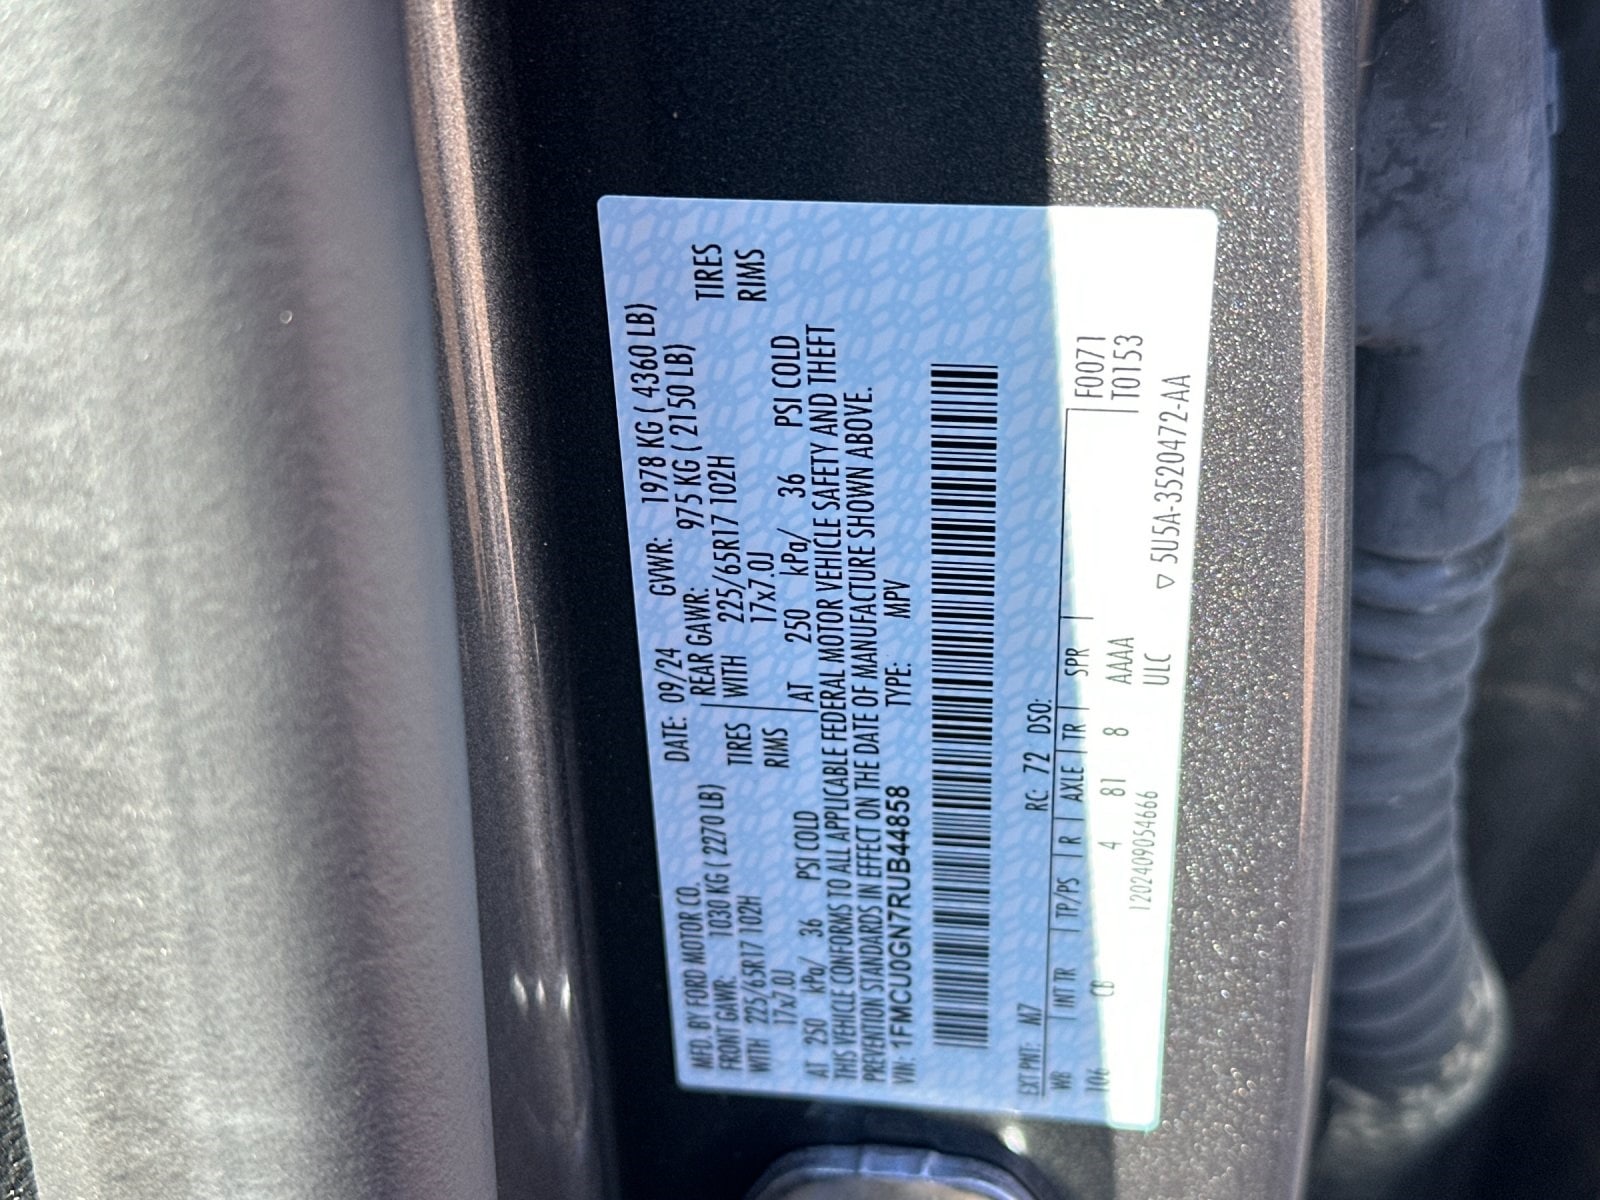 MFD. BY FORD MOTOR CO.
DATE: 09/24 GVWR: 1978 KG ( 4360 LB)
FRONT GAWR: 1030 KG ( 2270 LB) REAR GAWR: 975 KG ( 2150 LB)
WITH 225/65R17 102H TIRES WITH 225/65R17 102H TIRES
17x7.0J RIMS 17x7.0J RIMS
AT 250 kPa/ 36 PSI COLD AT 250 kPa/ 36 PSI COLD
THIS VEHICLE CONFORMS TO ALL APPLICABLE FEDERAL MOTOR VEHICLE SAFETY AND THEFT
PREVENTION STANDARDS IN EFFECT ON THE DATE OF MANUFACTURE SHOWN ABOVE.
VIN: 1FMCU0GN7RUB44858 TYPE: MPV
EXT PNT: M7 RC: 72 DSO:
WB INT TR TP/PS R AXLE TR SPR F0071
106 CB 4 81 8 AAAA T0153
1202409054666 ULC ▽ 5U5A-3520472-AA